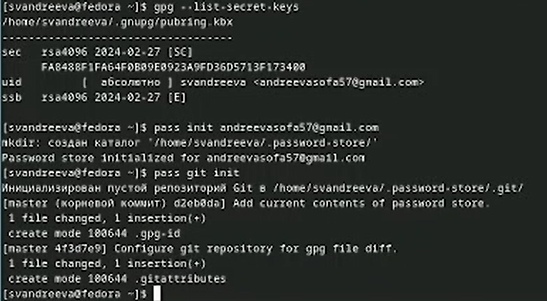 [svandreeva@fedora ~]$ gpg --list-secret-keys
/home/svandreeva/.gnupg/pubring.kbx
-----------------------------------
sec   rsa4096 2024-02-27 [SC]
      FA8488F1FA64F0B09E0923A9FD36D5713F173400
uid         [  абсолютно ] svandreeva <andreevasofa57@gmail.com>
ssb   rsa4096 2024-02-27 [E]
[svandreeva@fedora ~]$ pass init andreevasofa57@gmail.com
mkdir: создан каталог '/home/svandreeva/.password-store/'
Password store initialized for andreevasofa57@gmail.com
[svandreeva@fedora ~]$ pass git init
Инициализирован пустой репозиторий Git в /home/svandreeva/.password-store/.git/
[master (корневой коммит) d2eb0da] Add current contents of password store.
 1 file changed, 1 insertion(+)
 create mode 100644 .gpg-id
[master 4f3d7e9] Configure git repository for gpg file diff.
 1 file changed, 1 insertion(+)
 create mode 100644 .gitattributes
[svandreeva@fedora ~]$